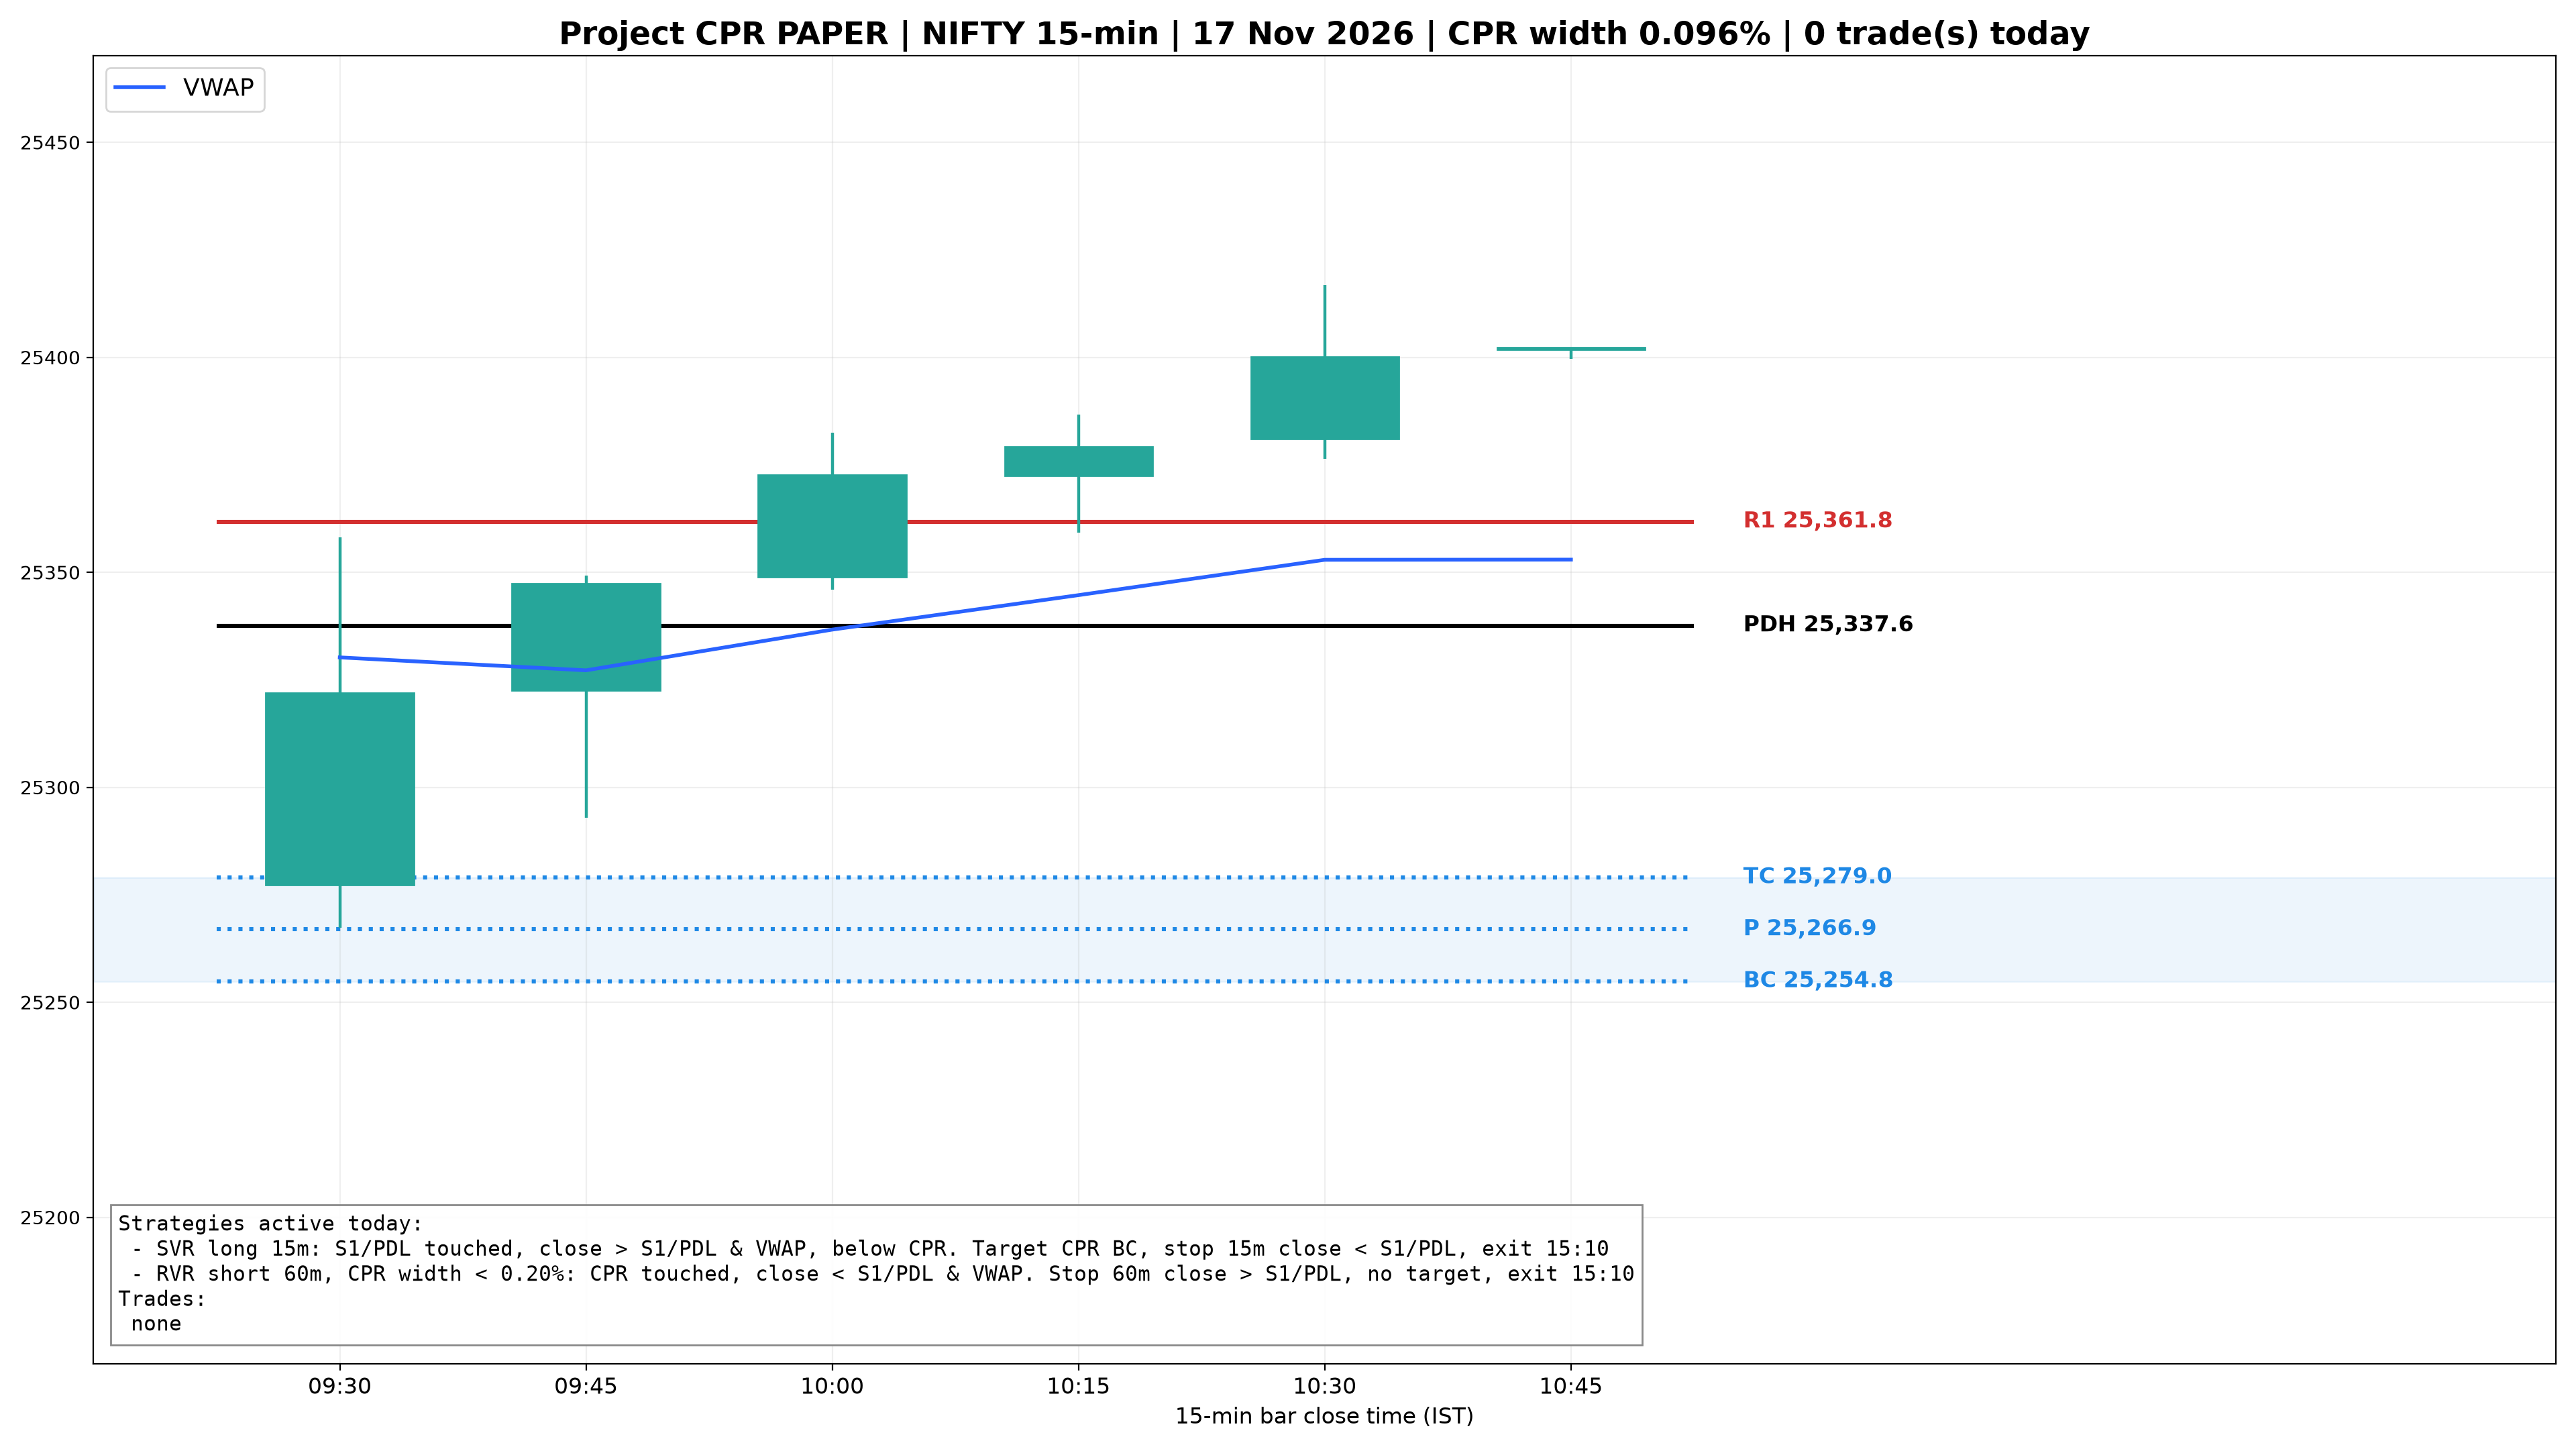 Project CPR PAPER | NIFTY 15-min | 17 Nov 2026 | CPR width 0.096% | 0 trade(s) today
VWAP
25450
25400
25350
25300
25250
25200
R1 25,361.8
PDH 25,337.6
TC 25,279.0
P 25,266.9
BC 25,254.8
Strategies active today:
- SVR long 15m: S1/PDL touched, close > S1/PDL & VWAP, below CPR. Target CPR BC, stop 15m close < S1/PDL, exit 15:10
- RVR short 60m, CPR width < 0.20%: CPR touched, close < S1/PDL & VWAP. Stop 60m close > S1/PDL, no target, exit 15:10
Trades:
none
09:30 09:45 10:00 10:15 10:30 10:45
15-min bar close time (IST)